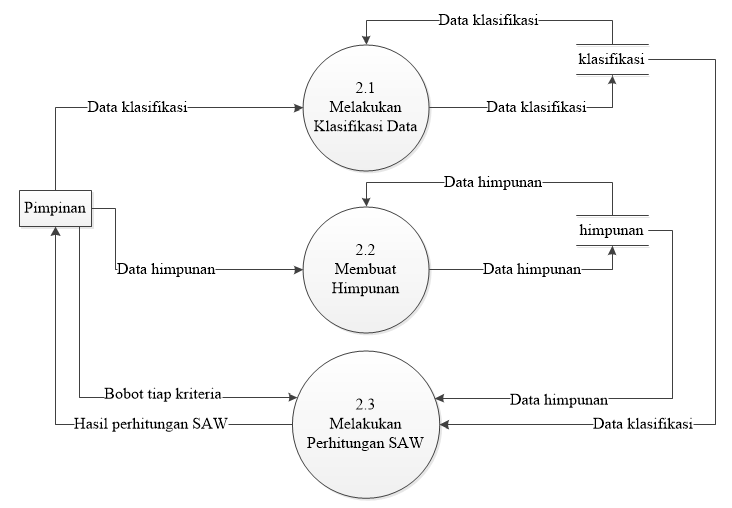 Data klasifikasi
klasifikasi
2.1
Melakukan
Klasifikasi Data
Data klasifikasi
Data klasifikasi
Data himpunan
Pimpinan
himpunan
2.2
Membuat
Himpunan
Data himpunan
Data himpunan
Bobot tiap kriteria
Hasil perhitungan SAW
2.3
Melakukan
Perhitungan SAW
Data himpunan
Data klasifikasi